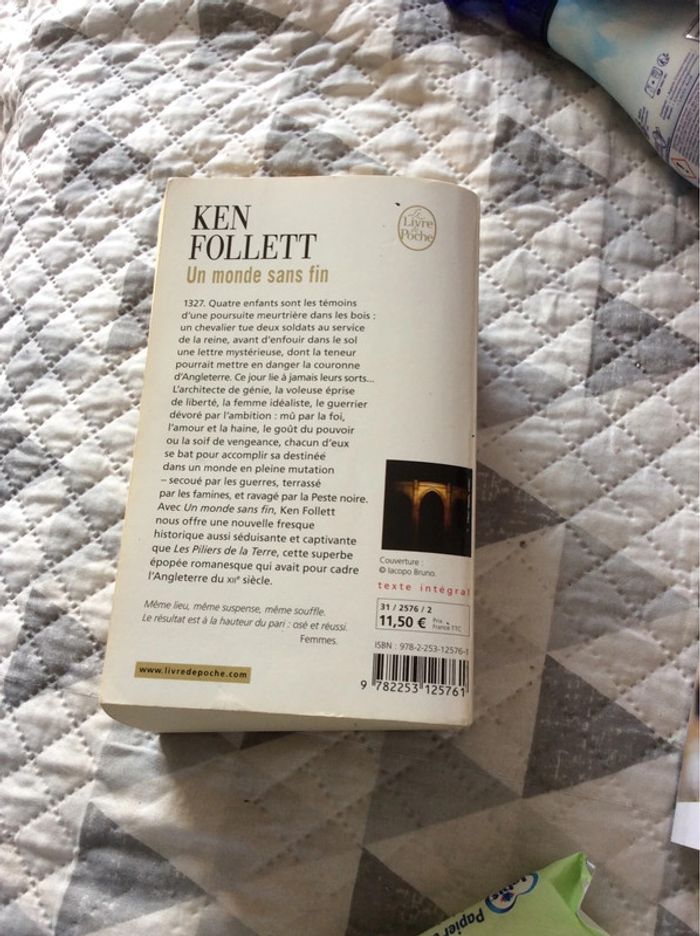 KEN
FOLLETT
Un monde sans fin
Le
Livre
de
Poche
1327. Quatre enfants sont les témoins
d'une poursuite meurtrière dans les bois :
un chevalier tue deux soldats au service
de la reine, avant d'enfouir dans le sol
une lettre mystérieuse, dont la teneur
pourrait mettre en danger la couronne
d'Angleterre. Ce jour lie à jamais leurs sorts...
L'architecte de génie, la voleuse éprise
de liberté, la femme idéaliste, le guerrier
dévoré par l'ambition : mû par la foi,
l'amour et la haine, le goût du pouvoir
ou la soif de vengeance, chacun d'eux
se bat pour accomplir sa destinée
dans un monde en pleine mutation
– secoué par les guerres, terrassé
par les famines, et ravagé par la Peste noire.
Avec Un monde sans fin, Ken Follett
nous offre une nouvelle fresque
historique aussi séduisante et captivante
que Les Piliers de la Terre, cette superbe
épopée romanesque qui avait pour cadre
l'Angleterre du XIIe siècle.
Même lieu, même suspense, même souffle.
Le résultat est à la hauteur du pari : osé et réussi.
Femmes.
www.livredepoche.com
Couverture :
© Iacopo Bruno.
texte intégral
31 / 2576 / 2
11,50 € Prix France TTC
ISBN : 978-2-253-12576-1
9 782253 125761
Papier